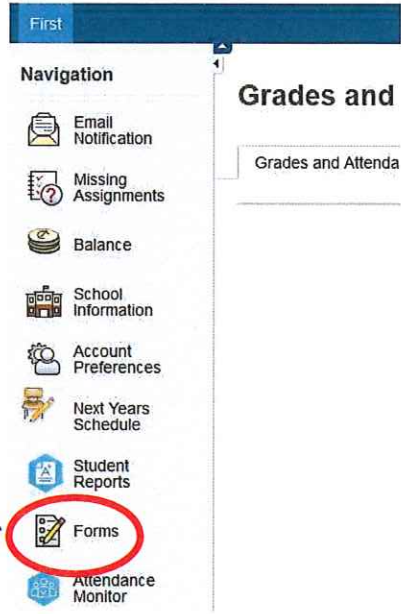 First
Navigation
Grades and
Email
Notification
Grades and Attenda
Missing
Assignments
Balance
School
Information
Account
Preferences
Next Years
Schedule
Student
Reports
Forms
Attendance
Monitor